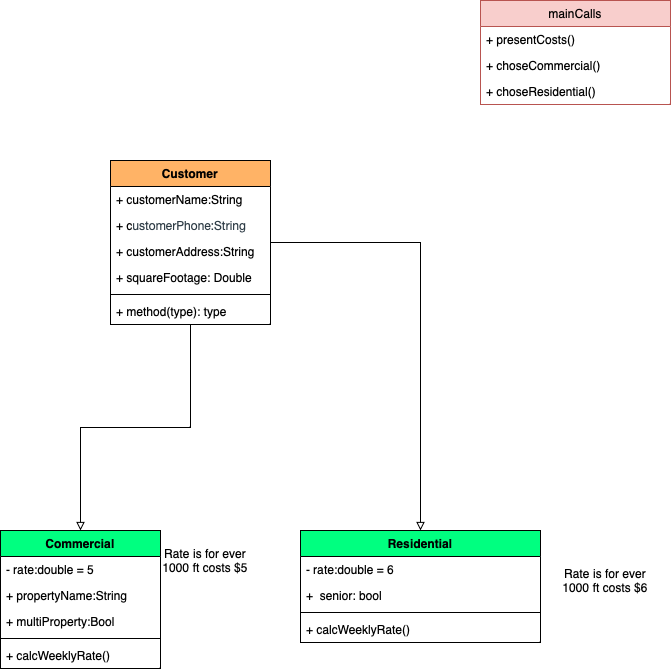 mainCalls
+ presentCosts()
+ choseCommercial()
+ choseResidential()
Customer
+ customerName:String
+ customerPhone:String
+ customerAddress:String
+ squareFootage: Double
+ method(type): type
Commercial
- rate:double = 5
+ propertyName:String
+ multiProperty:Bool
+ calcWeeklyRate()
Rate is for ever
1000 ft costs $5
Residential
- rate:double = 6
+ senior: bool
+ calcWeeklyRate()
Rate is for ever
1000 ft costs $6